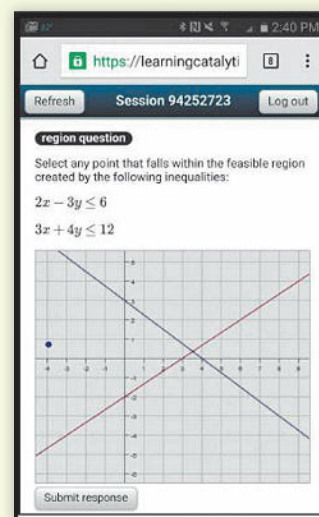 32°
2:40 PM
https://learningcatalyti
8
Refresh
Session 94252723
Log out
region question
Select any point that falls within the feasible region
created by the following inequalities:
2x − 3y ≤ 6
3x + 4y ≤ 12
Submit response